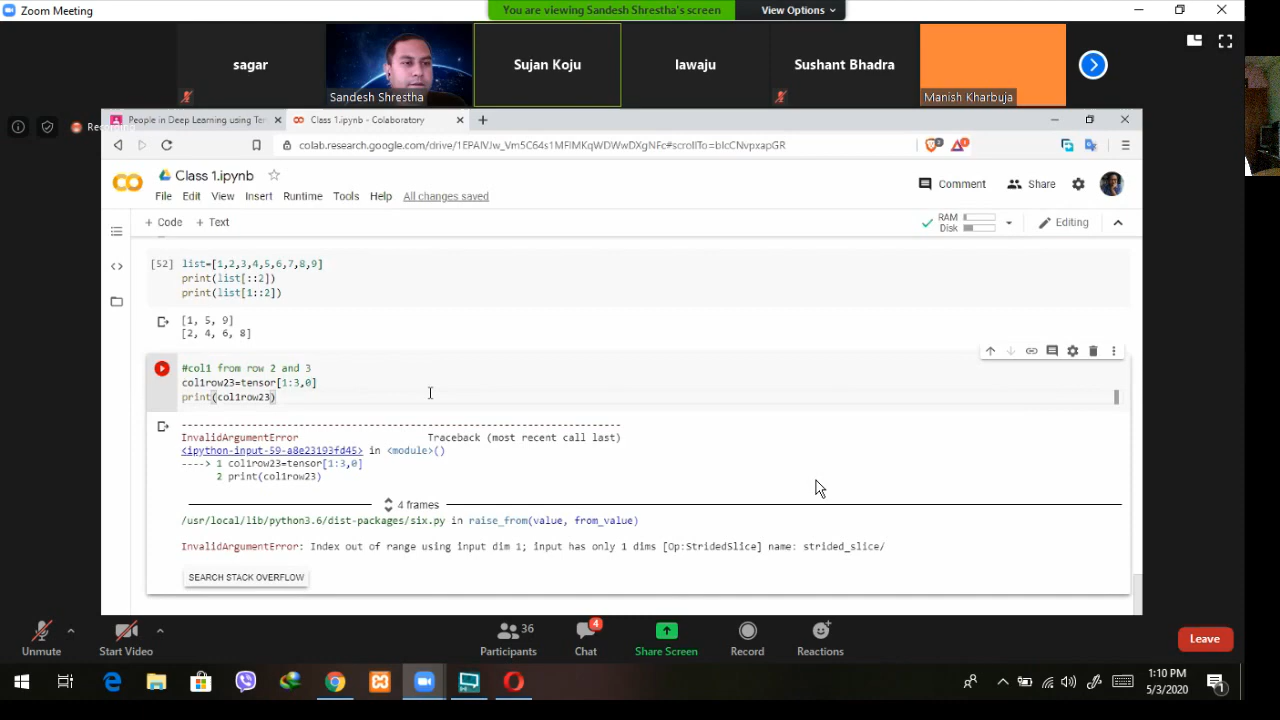 Zoom Meeting
You are viewing Sandesh Shrestha's screen
View Options
sagar
Sandesh Shrestha
Sujan Koju
lawaju
Sushant Bhadra
Manish Kharbuja
Recording
People in Deep Learning using Ten
Class 1.ipynb - Colaboratory
colab.research.google.com/drive/
Class 1.ipynb
Comment
Share
File Edit View Insert Runtime Tools Help All changes saved
+ Code + Text
RAM
Disk
Editing
[52] list=[1,2,3,4,5,6,7,8,9]
print(list[::2])
print(list[1::2])
[1, 5, 9]
[2, 4, 6, 8]
#col1 from row 2 and 3
col1row23=tensor[1:3,0]
print(col1row23)
InvalidArgumentError Traceback (most recent call last)
<ipython-input-59-a8e23193fd45> in <module>()
----> 1 col1row23=tensor[1:3,0]
2 print(col1row23)
4 frames
/usr/local/lib/python3.6/dist-packages/six.py in raise_from(value, from_value)
InvalidArgumentError: Index out of range using input dim 1; input has only 1 dims [Op:StridedSlice] name: strided_slice/
SEARCH STACK OVERFLOW
Unmute
Start Video
36
Participants
4
Chat
Share Screen
Record
Reactions
Leave
1:10 PM
5/3/2020
1